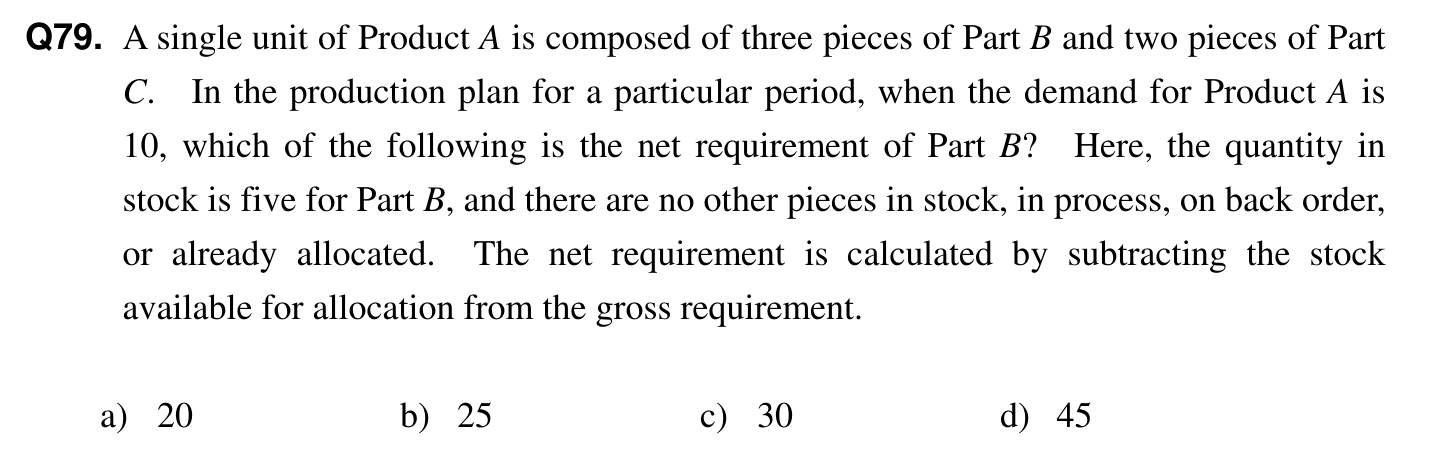 Q79. A single unit of Product A is composed of three pieces of Part B and two pieces of Part
C. In the production plan for a particular period, when the demand for Product A is
10, which of the following is the net requirement of Part B? Here, the quantity in
stock is five for Part B, and there are no other pieces in stock, in process, on back order,
or already allocated. The net requirement is calculated by subtracting the stock
available for allocation from the gross requirement.
a) 20 b) 25 c) 30 d) 45